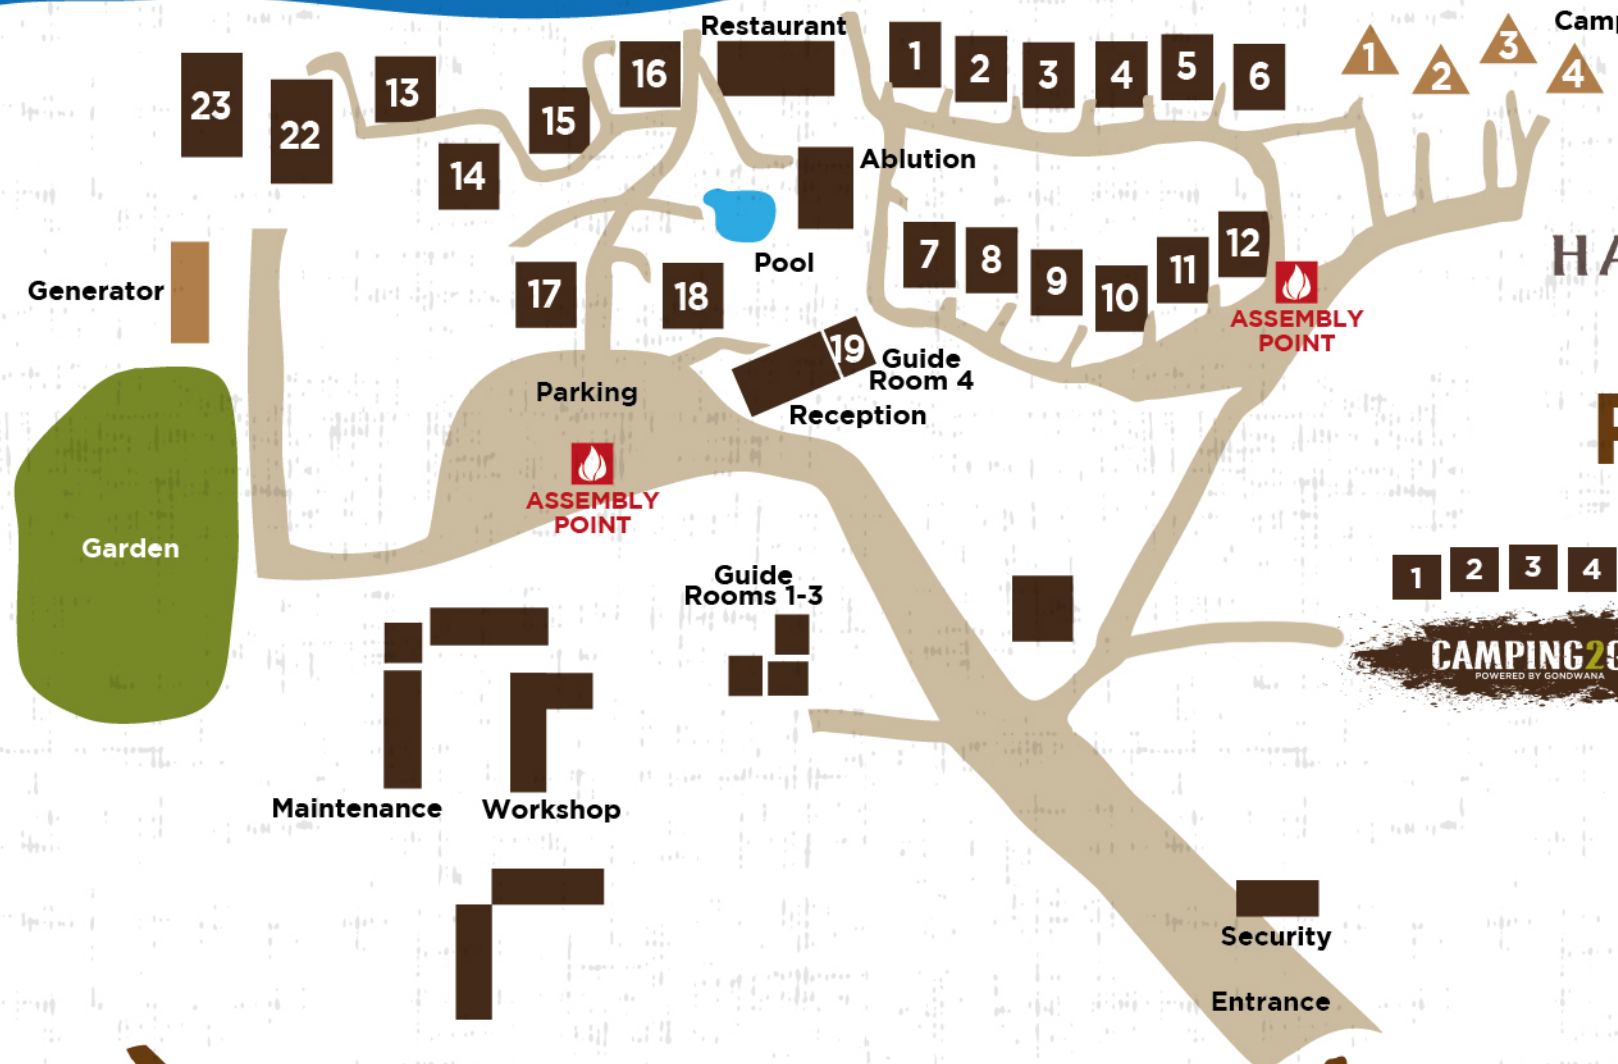 Restaurant
1
2
3
4
5
6
1
2
3
4
23
22
13
14
15
16
Ablution
Pool
7
8
9
10
11
12
ASSEMBLY
POINT
Generator
17
18
19
Guide
Room 4
Reception
Parking
ASSEMBLY
POINT
Garden
Guide
Rooms 1-3
1
2
3
4
CAMPING2
POWERED BY GONDWANA
Maintenance
Workshop
Security
Entrance